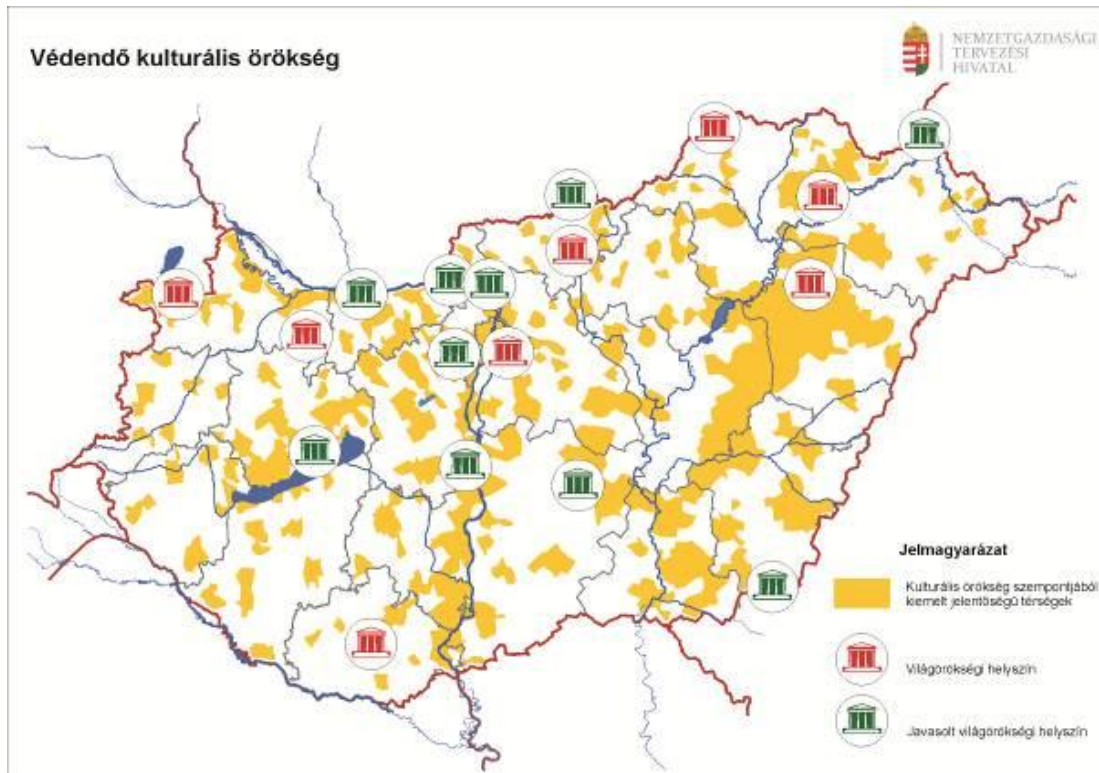 Védendő kulturális örökség
NEMZETGAZDASÁGI
TERVEZÉSI
HIVATAL
Jelmagyarázat
Kulturális örökség szempontjából
kiemelt jelentőségű térségek
Világörökségi helyszín
Javasolt világörökségi helyszín